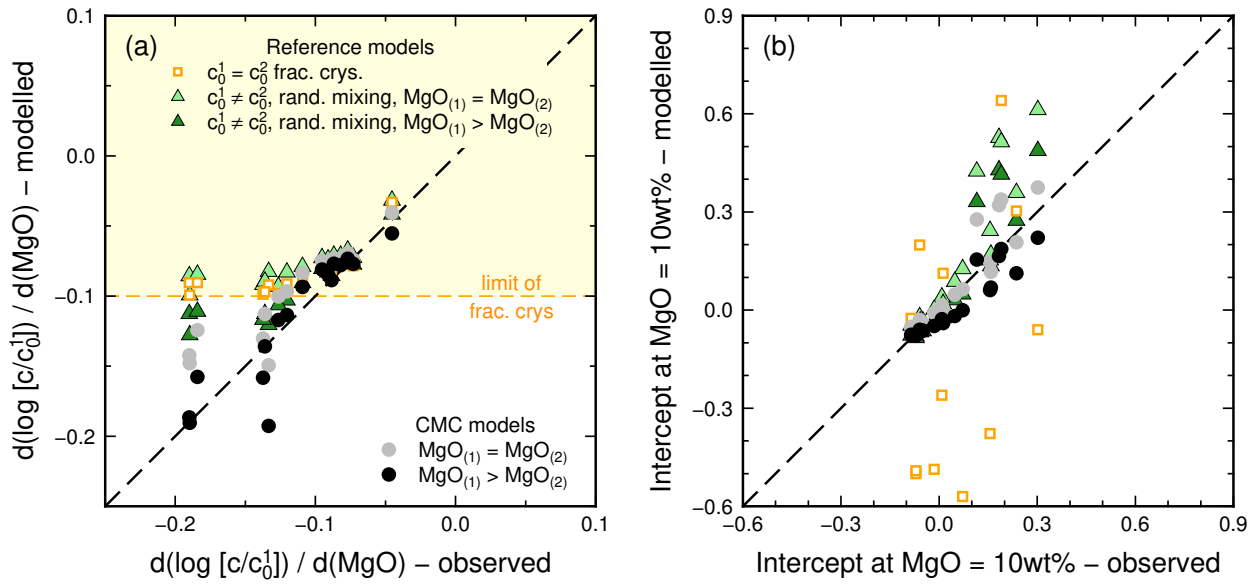 (a)
Reference models
c₀¹ = c₀² frac. crys.
c₀¹ ≠ c₀², rand. mixing, MgO₍₁₎ = MgO₍₂₎
c₀¹ ≠ c₀², rand. mixing, MgO₍₁₎ > MgO₍₂₎
limit of
frac. crys
CMC models
MgO₍₁₎ = MgO₍₂₎
MgO₍₁₎ > MgO₍₂₎
0.1
0.0
−0.1
−0.2
−0.2
−0.1
0.0
0.1
d(log [c/c₀¹]) / d(MgO) – modelled
d(log [c/c₀¹]) / d(MgO) – observed
(b)
0.9
0.6
0.3
0.0
−0.3
−0.6
−0.6
−0.3
0.0
0.3
0.6
0.9
Intercept at MgO = 10wt% – modelled
Intercept at MgO = 10wt% – observed